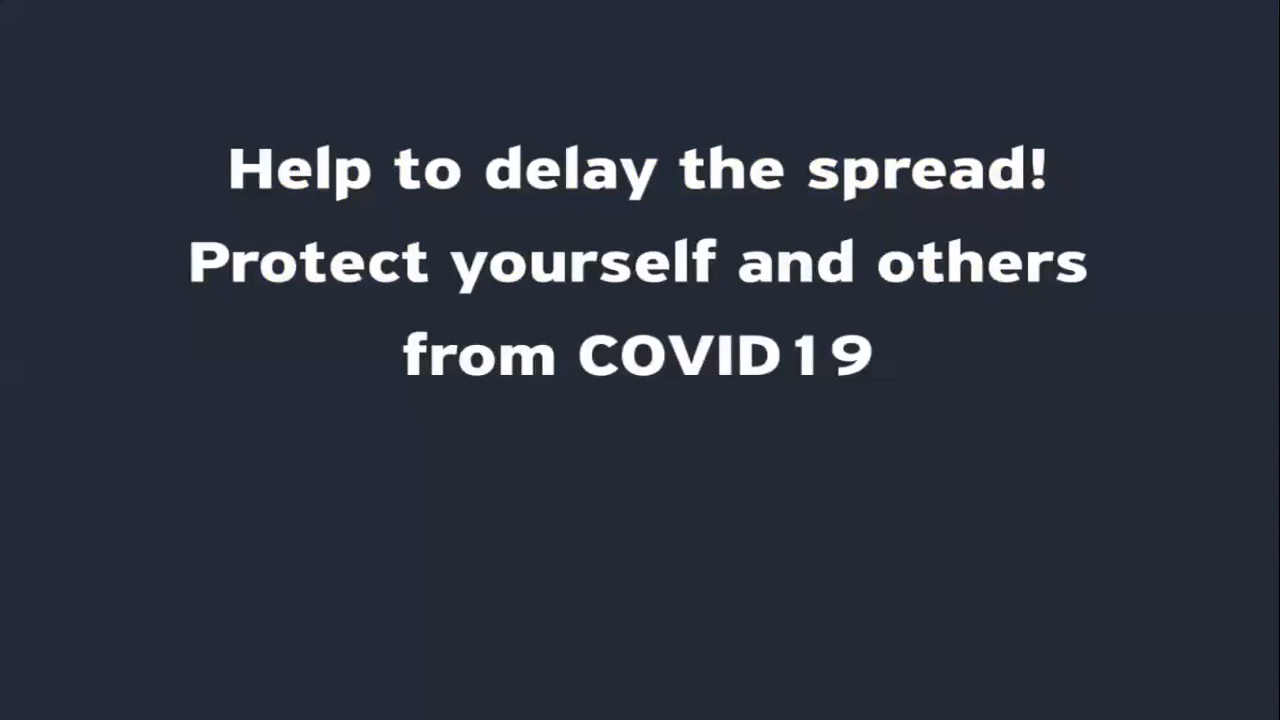 Help to delay the spread!
Protect yourself and others
from COVID19